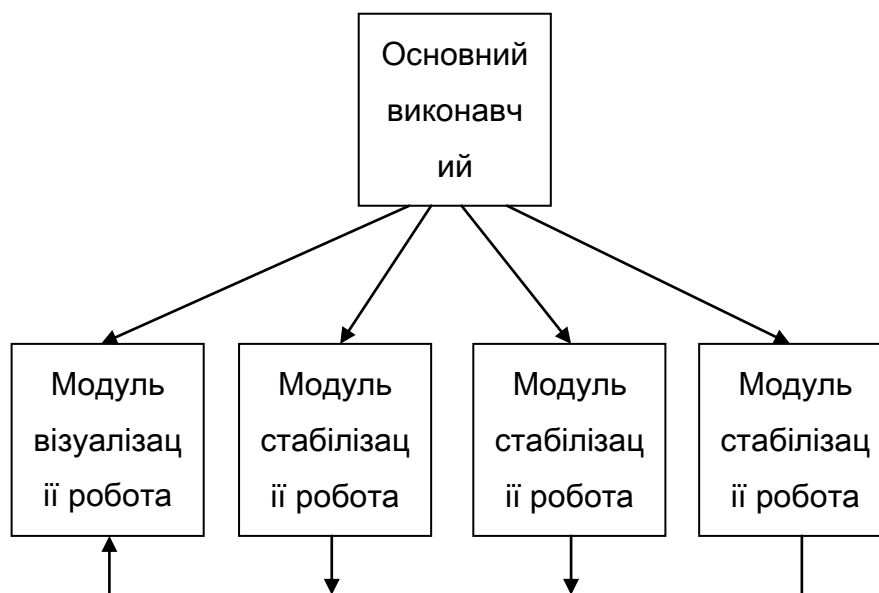 Основний
виконавч
ий
Модуль
візуалізац
ії робота
Модуль
стабілізац
ії робота
Модуль
стабілізац
ії робота
Модуль
стабілізац
ії робота